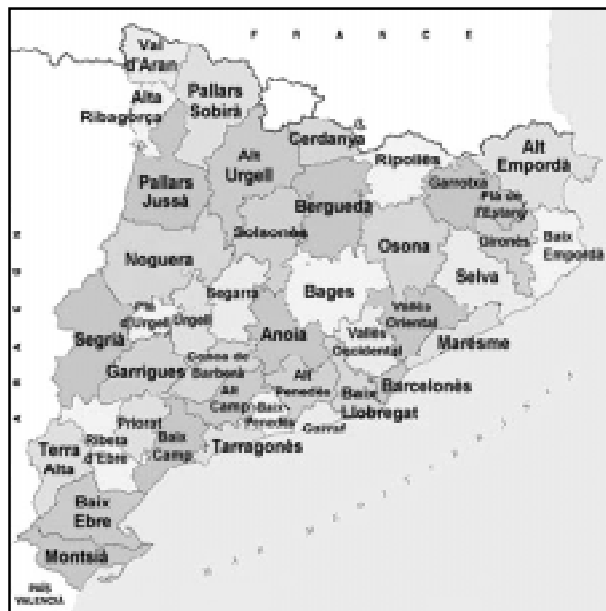 F R A N C E
Val
d'Aran
Alta
Ribagorça
Pallars
Sobirà
Cerdanya
Ripollès
Alt
Empordà
Alt
Urgell
Garrotxa
Pla de
l'Estany
Pallars
Jussà
Berguedà
Solsonès
Osona
Gironès
Baix
Empordà
Noguera
Selva
Segarra
Bages
Pla
d'Urgell
Urgell
Vallès
Oriental
Segrià
Anoia
Vallès
Occidental
Maresme
Garrigues
Conca de
Barberà
Alt
Penedès
Barcelonès
Alt
Camp
Baix
Penedès
Baix
Llobregat
Garraf
Priorat
Ribera
d'Ebre
Baix
Camp
Tarragonès
Terra
Alta
Baix
Ebre
Montsià
MAR MEDITERRÀNIA
PAÍS
VALENCIÀ